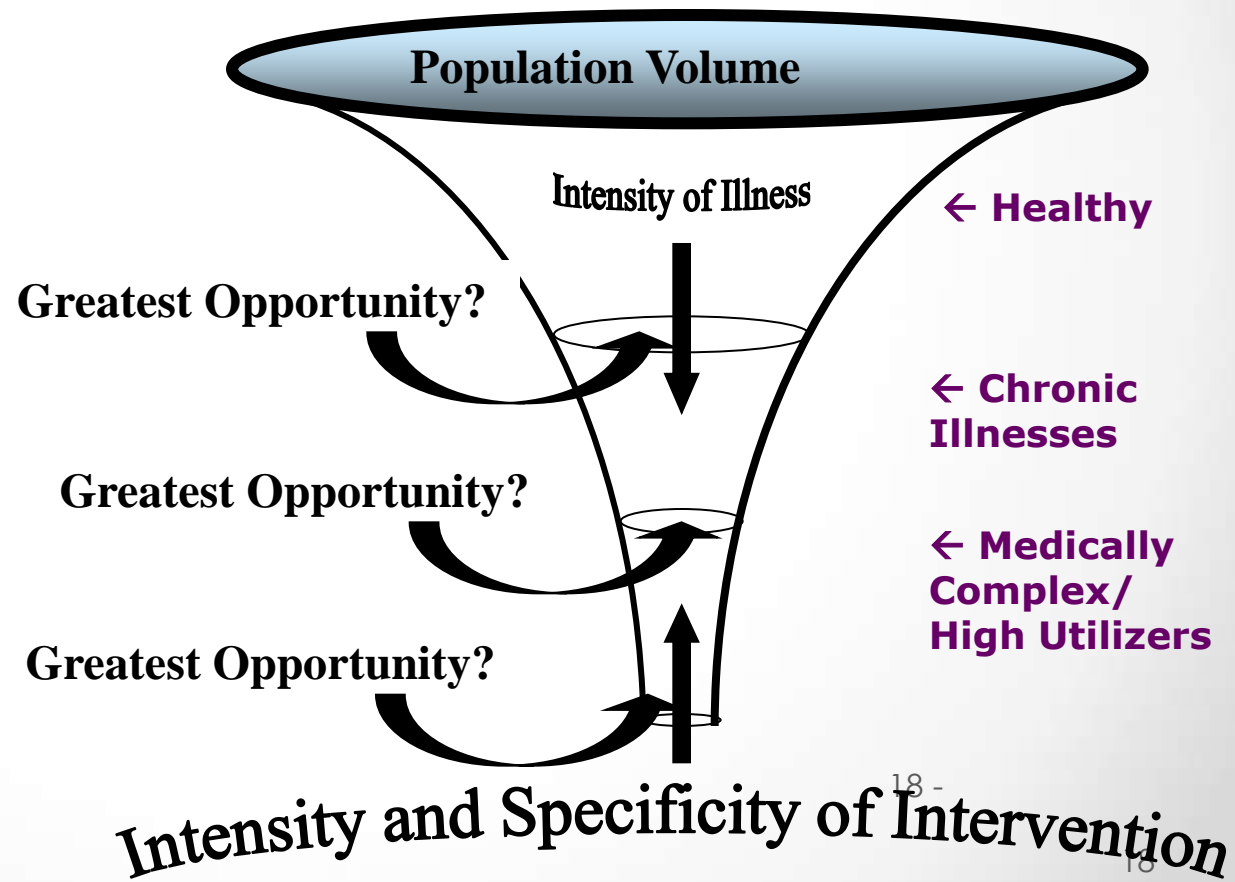 Population Volume
Intensity of Illness
← Healthy
Greatest Opportunity?
← Chronic
Illnesses
Greatest Opportunity?
← Medically
Complex/
High Utilizers
Greatest Opportunity?
18 -
Intensity and Specificity of Intervention
18